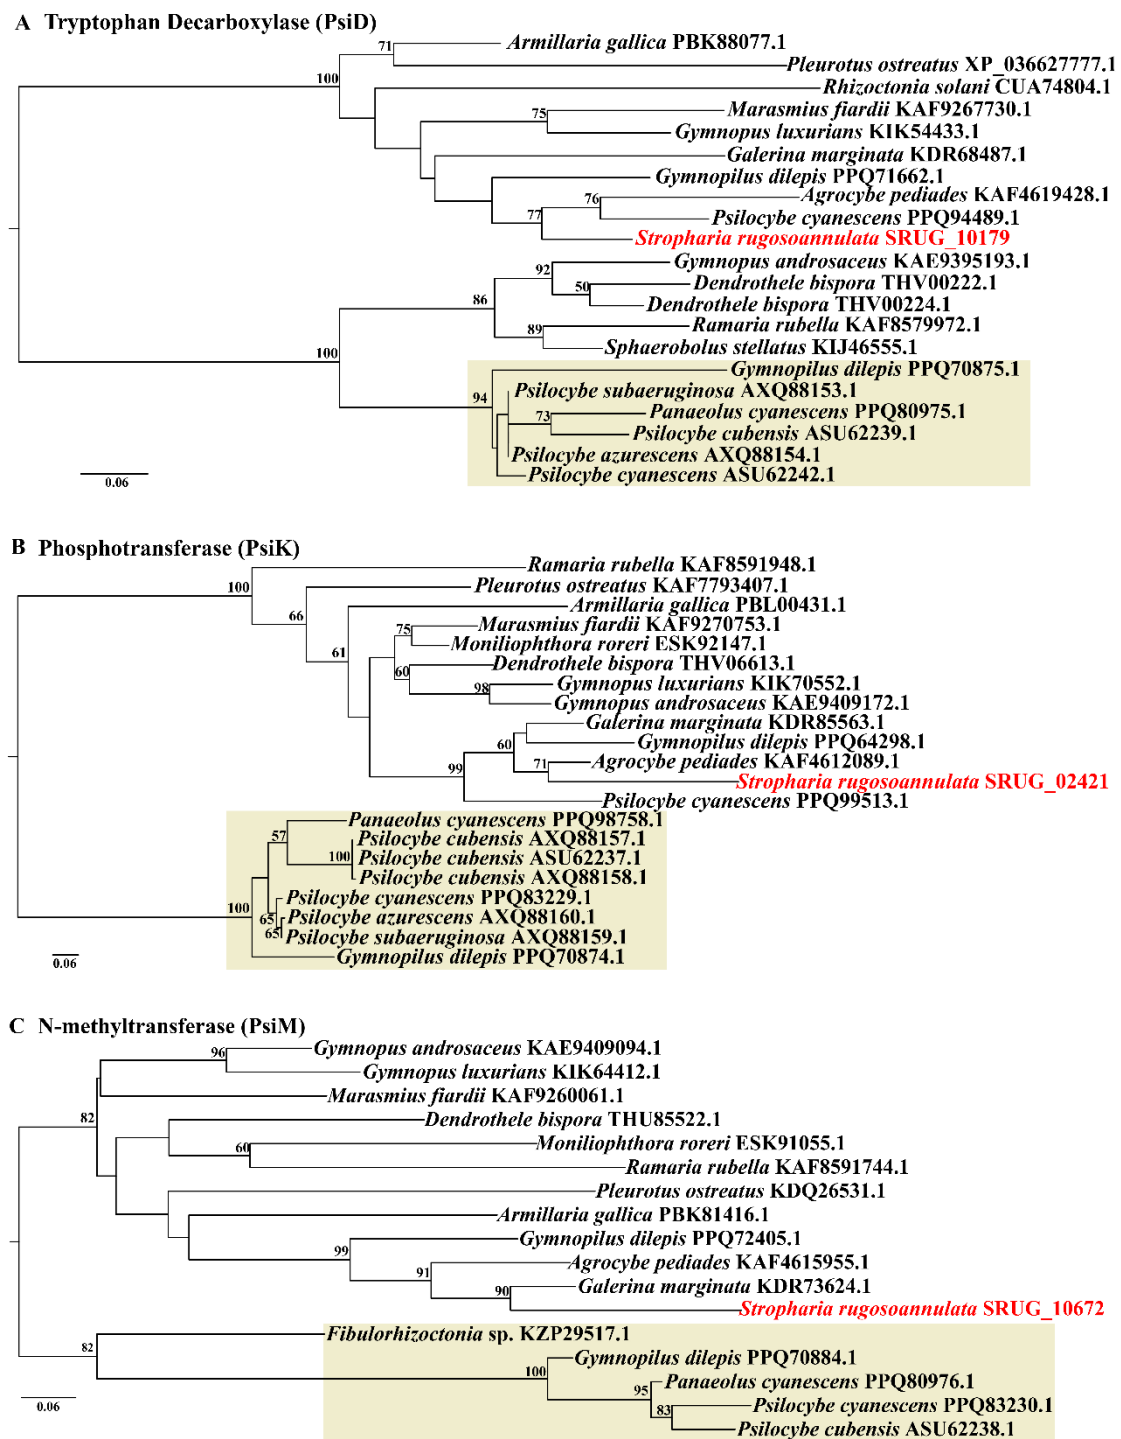 A Tryptophan Decarboxylase (PsiD)
Armillaria gallica PBK88077.1
71
Pleurotus ostreatus XP_036627777.1
100
Rhizoctonia solani CUA74804.1
Marasmius fiardii KAF9267730.1
75
Gymnopus luxurians KIK54433.1
Galerina marginata KDR68487.1
Gymnopilus dilepis PPQ71662.1
Agrocybe pediades KAF4619428.1
76
Psilocybe cyanescens PPQ94489.1
77
Stropharia rugosoannulata SRUG_10179
Gymnopus androsaceus KAE9395193.1
92
Dendrothele bispora THV00222.1
50
Dendrothele bispora THV00224.1
86
Ramaria rubella KAF8579972.1
89
Sphaerobolus stellatus KIJ46555.1
100
Gymnopilus dilepis PPQ70875.1
Psilocybe subaeruginosa AXQ88153.1
94
Panaeolus cyanescens PPQ80975.1
73
Psilocybe cubensis ASU62239.1
Psilocybe azurescens AXQ88154.1
Psilocybe cyanescens ASU62242.1
0.06
B Phosphotransferase (PsiK)
Ramaria rubella KAF8591948.1
100
Pleurotus ostreatus KAF7793407.1
66
Armillaria gallica PBL00431.1
Marasmius fiardii KAF9270753.1
75
Moniliophthora roreri ESK92147.1
61
Dendrothele bispora THV06613.1
60
Gymnopus luxurians KIK70552.1
98
Gymnopus androsaceus KAE9409172.1
Galerina marginata KDR85563.1
60
Gymnopilus dilepis PPQ64298.1
Agrocybe pediades KAF4612089.1
71
99
Stropharia rugosoannulata SRUG_02421
Psilocybe cyanescens PPQ99513.1
Panaeolus cyanescens PPQ98758.1
57
Psilocybe cubensis AXQ88157.1
100
Psilocybe cubensis ASU62237.1
Psilocybe cubensis AXQ88158.1
Psilocybe cyanescens PPQ83229.1
100
65
Psilocybe azurescens AXQ88160.1
65
Psilocybe subaeruginosa AXQ88159.1
Gymnopilus dilepis PPQ70874.1
0.06
C N-methyltransferase (PsiM)
Gymnopus androsaceus KAE9409094.1
96
Gymnopus luxurians KIK64412.1
Marasmius fiardii KAF9260061.1
82
Dendrothele bispora THU85522.1
Moniliophthora roreri ESK91055.1
60
Ramaria rubella KAF8591744.1
Pleurotus ostreatus KDQ26531.1
Armillaria gallica PBK81416.1
Gymnopilus dilepis PPQ72405.1
99
Agrocybe pediades KAF4615955.1
91
Galerina marginata KDR73624.1
90
Stropharia rugosoannulata SRUG_10672
Fibulorhizoctonia sp. KZP29517.1
82
Gymnopilus dilepis PPQ70884.1
100
Panaeolus cyanescens PPQ80976.1
95
Psilocybe cyanescens PPQ83230.1
83
Psilocybe cubensis ASU62238.1
0.06